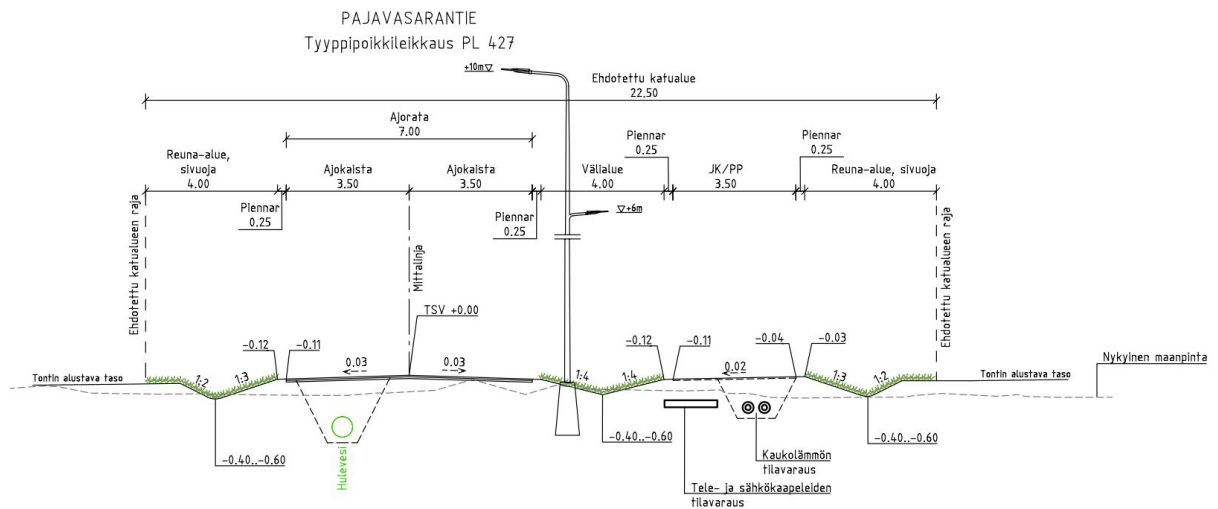 PAJAVASARANTIE
Tyyppipoikkileikkaus PL 427
+10m
Ehdotettu katualue
22.50
Ajorata
7.00
Piennar
0.25
Piennar
0.25
Reuna-alue,
sivuoja
4.00
Ajokaista
3.50
Ajokaista
3.50
Välialue
4.00
JK/PP
3.50
Reuna-alue, sivuoja
4.00
Piennar
0.25
Piennar
0.25
+6m
Ehdotettu katualueen raja
Mittalinja
Ehdotettu katualueen raja
TSV +0.00
-0.12
-0.11
-0.12
-0.11
-0.04
-0.03
0.03
0.03
0.02
Nykyinen maanpinta
Tontin alustava taso
1:2
1:3
1:4
1:4
1:3
1:2
Tontin alustava taso
-0.40..-0.60
Hulevesi
-0.40..-0.60
-0.40..-0.60
Kaukolämmön
tilavaraus
Tele- ja sähkökaapeleiden
tilavaraus